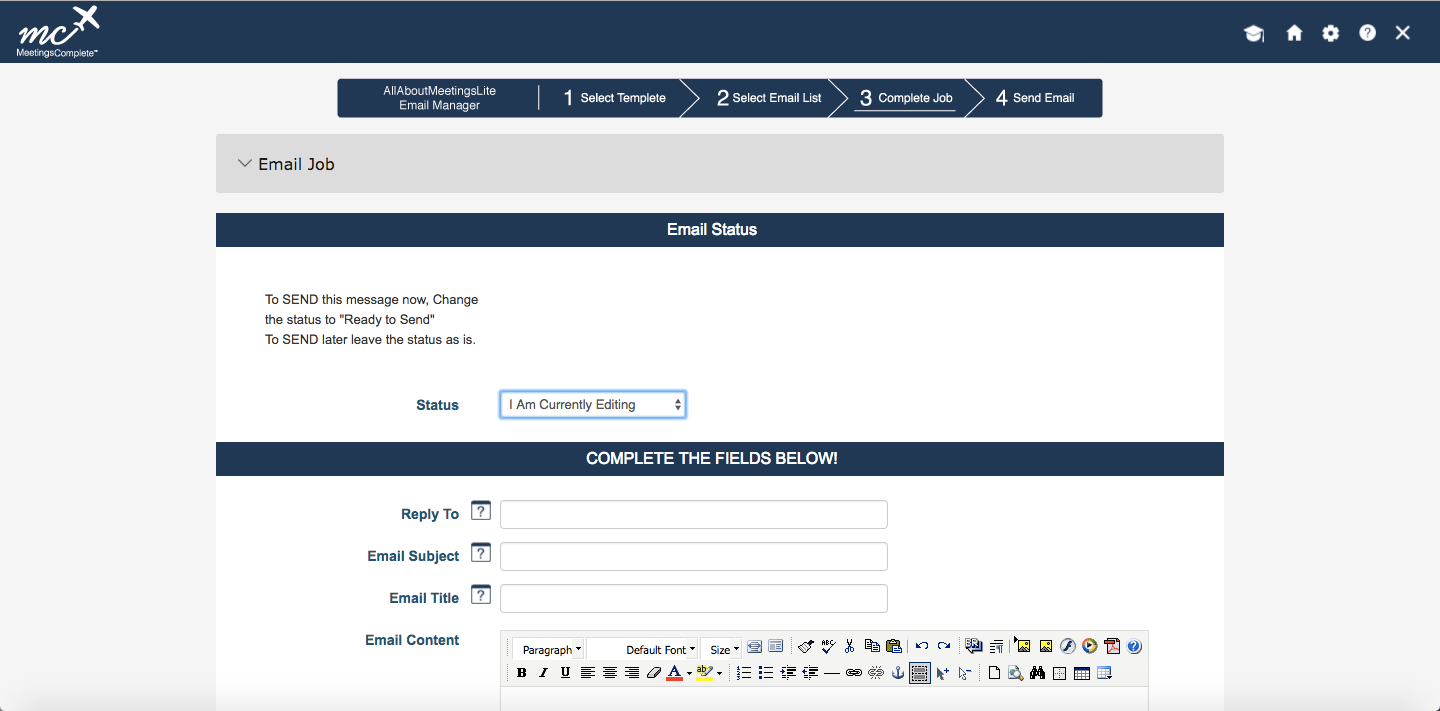 mc
MeetingsComplete™
AllAboutMeetingsLite
Email Manager
1 Select Templete
2 Select Email List
3 Complete Job
4 Send Email
Email Job
Email Status
To SEND this message now, Change
the status to "Ready to Send"
To SEND later leave the status as is.
Status I Am Currently Editing
COMPLETE THE FIELDS BELOW!
Reply To ?
Email Subject ?
Email Title ?
Email Content
Paragraph Default Font Size ABC
B I U A ab